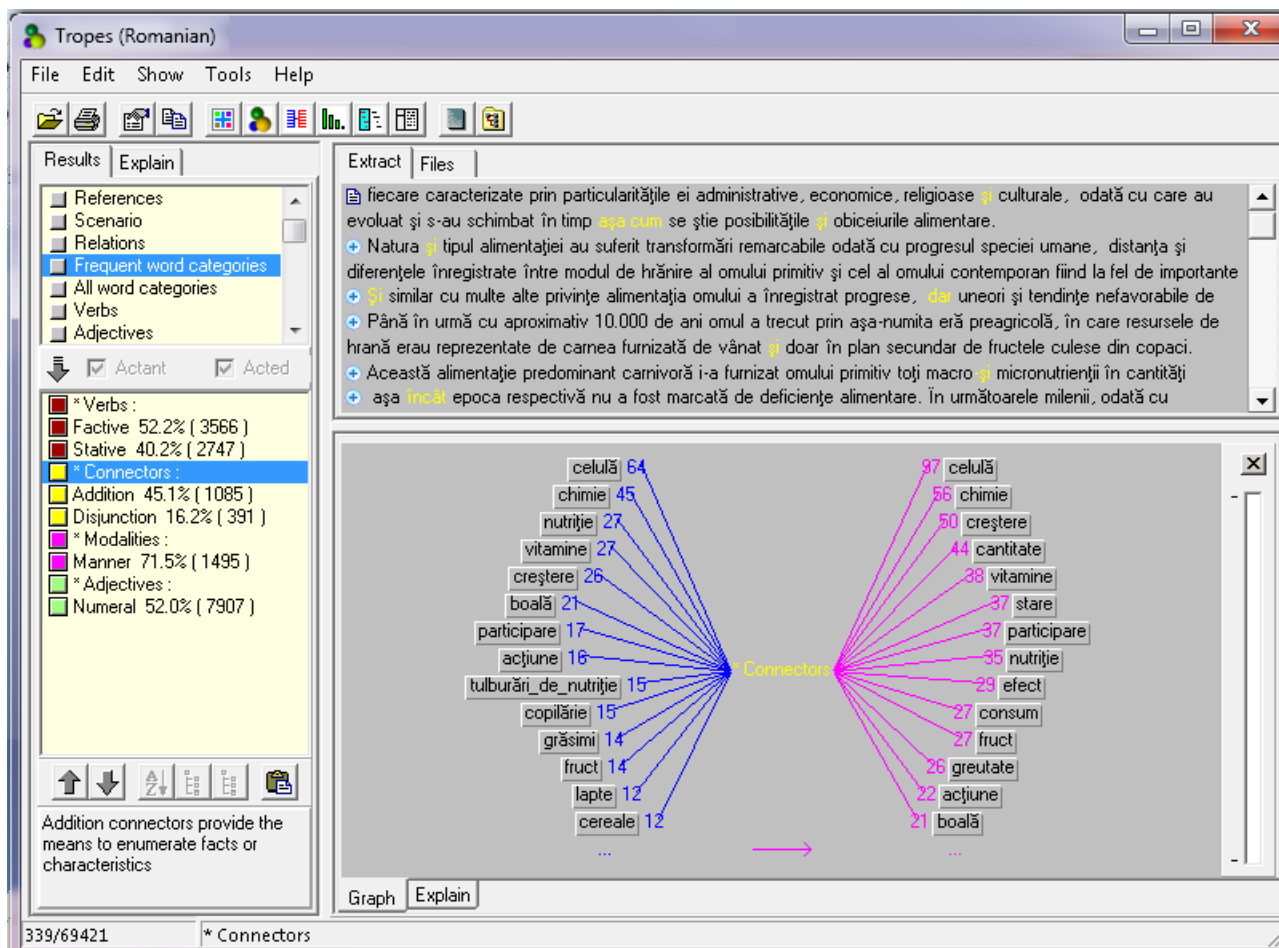 Tropes (Romanian)
File Edit Show Tools Help
Results Explain
References
Scenario
Relations
Frequent word categories
All word categories
Verbs
Adjectives
Actant Acted
* Verbs :
Factive 52.2% ( 3566 )
Stative 40.2% ( 2747 )
* Connectors :
Addition 45.1% ( 1085 )
Disjunction 16.2% ( 391 )
* Modalities :
Manner 71.5% ( 1495 )
* Adjectives :
Numeral 52.0% ( 7907 )
Addition connectors provide the
means to enumerate facts or
characteristics
Extract Files
fiecare caracterizate prin particularităţile ei administrative, economice, religioase şi culturale, odată cu care au
evoluat şi s-au schimbat în timp aşa cum se ştie posibilităţile şi obiceiurile alimentare.
Natura şi tipul alimentaţiei au suferit transformări remarcabile odată cu progresul speciei umane, distanţa şi
diferenţele înregistrate între modul de hrănire al omului primitiv şi cel al omului contemporan fiind la fel de importante
Şi similar cu multe alte privinţe alimentaţia omului a înregistrat progrese, dar uneori şi tendinţe nefavorabile de
Până în urmă cu aproximativ 10.000 de ani omul a trecut prin aşa-numita eră preagricolă, în care resursele de
hrană erau reprezentate de carnea furnizată de vânat şi doar în plan secundar de fructele culese din copaci.
Această alimentaţie predominant carnivoră i-a furnizat omului primitiv toţi macro-şi micronutrienţii în cantităţi
aşa încât epoca respectivă nu a fost marcată de deficienţe alimentare. În următoarele milenii, odată cu
celulă 64
chimie 45
nutriţie 27
vitamine 27
creştere 26
boală 21
participare 17
acţiune 16
tulburări_de_nutriţie 15
copilărie 15
grăsimi 14
fruct 14
lapte 12
cereale 12
...
* Connectors
97 celulă
56 chimie
50 creştere
44 cantitate
38 vitamine
37 stare
37 participare
35 nutriţie
29 efect
27 consum
27 fruct
26 greutate
22 acţiune
21 boală
...
Graph Explain
339/69421 * Connectors